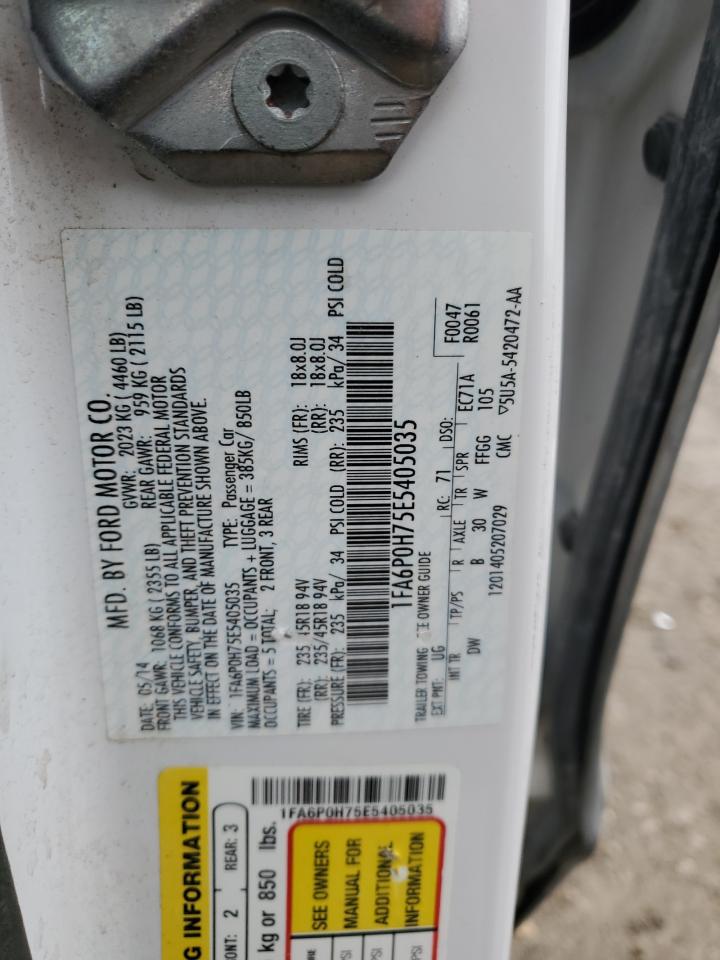 MFD. BY FORD MOTOR CO.
DATE: 05/14 GVWR: 2023 KG ( 4460 LB)
FRONT GAWR: 1068 KG ( 2355 LB) REAR GAWR: 959 KG ( 2115 LB)
THIS VEHICLE CONFORMS TO ALL APPLICABLE FEDERAL MOTOR
VEHICLE SAFETY, BUMPER, AND THEFT PREVENTION STANDARDS
IN EFFECT ON THE DATE OF MANUFACTURE SHOWN ABOVE.
VIN: 1FA6P0H75E5405035 TYPE: Passenger Car
MAXIMUM LOAD = OCCUPANTS + LUGGAGE = 385KG/ 850LB
OCCUPANTS = 5 TOTAL; 2 FRONT, 3 REAR
TIRE (FR): 235 45R18 94V RIMS (FR): 18x8.0J
(RR): 235/45R18 94V (RR): 18x8.0J
PRESSURE (FR): 235 kPa/ 34 PSI COLD (RR): 235 kPa/ 34 PSI COLD
1FA6P0H75E5405035
TRAILER TOWING OWNER GUIDE
EXT PNT: UG RC: 71 DSO: F0047
INT TR TP/PS R AXLE TR SPR EC71A R0061
DW B 30 W FFGG 105
1201405207029 CMC ▽5U5A-5420472-AA
1FA6P0H75E5405035
G INFORMATION
ONT: 2 REAR: 3
kg or 850 lbs.
SEE OWNERS
MANUAL FOR
ADDITIONAL
INFORMATION